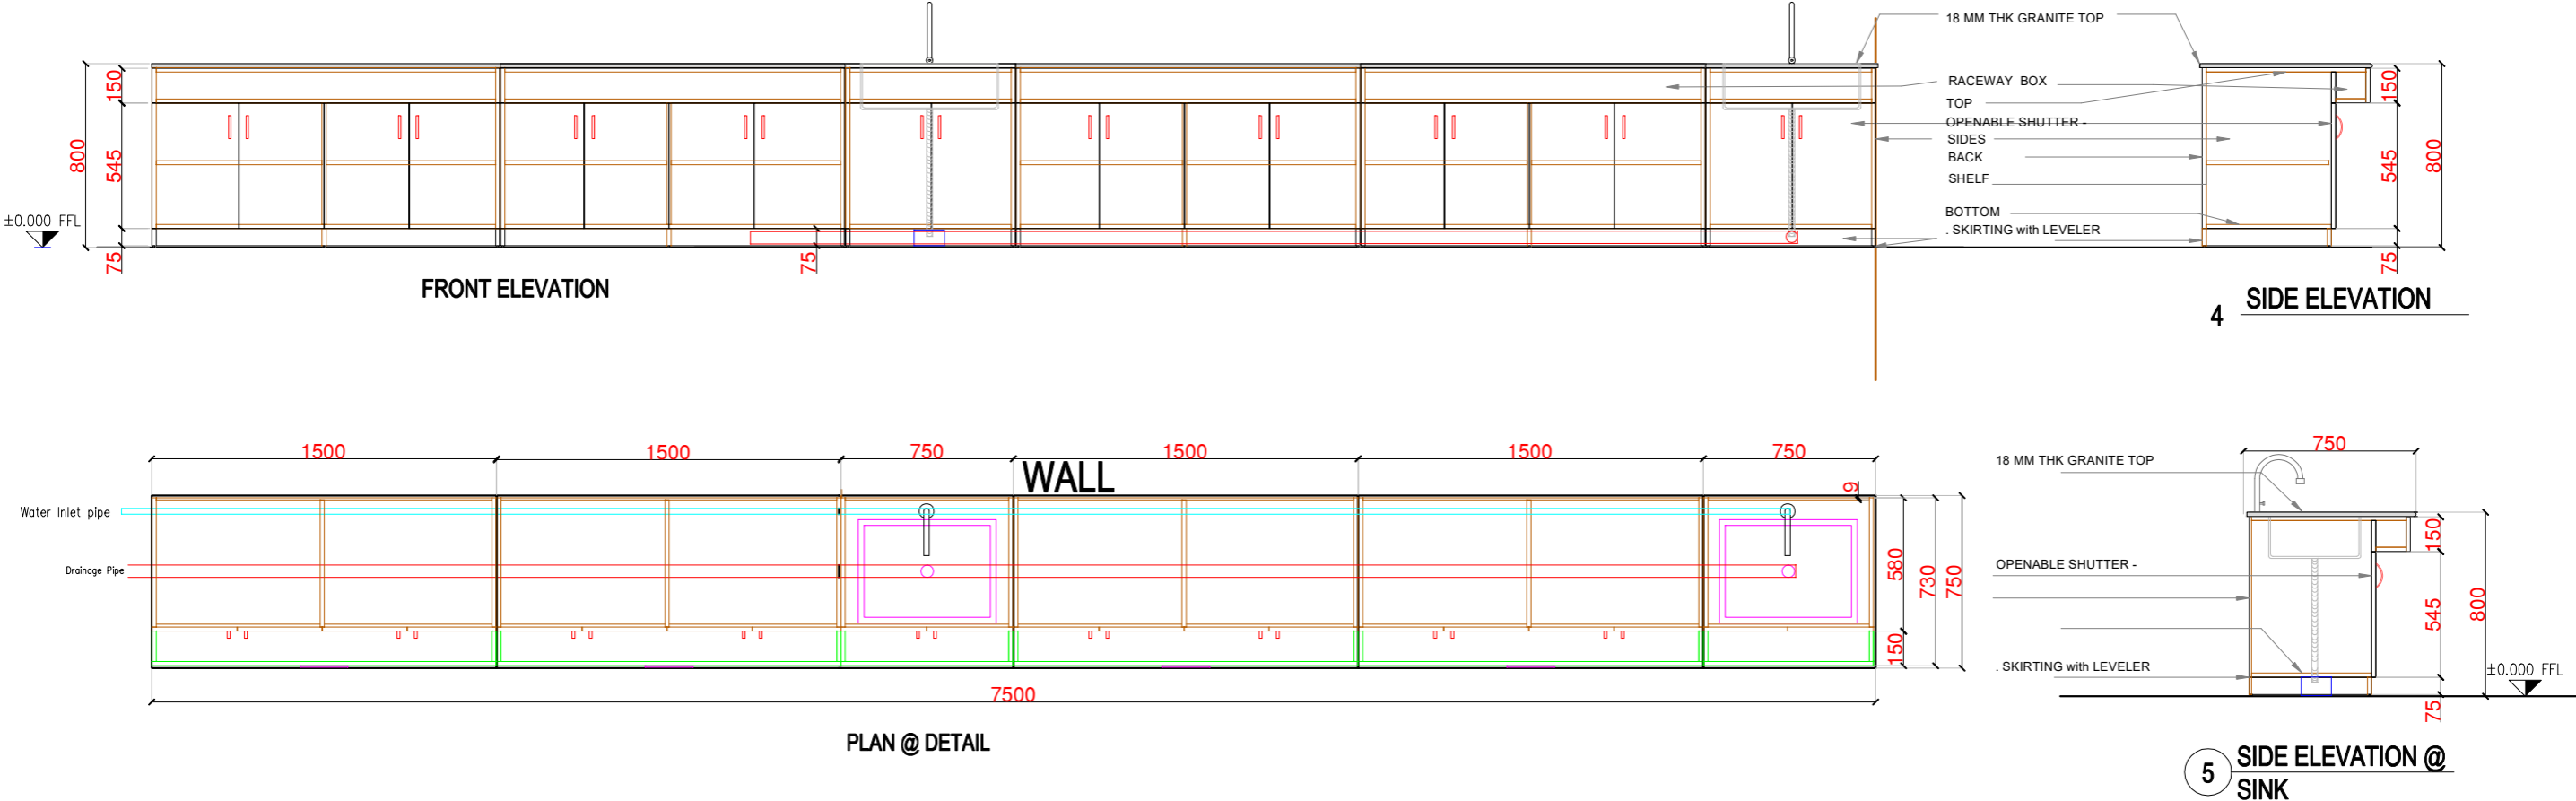 18 MM THK GRANITE TOP
150
RACEWAY BOX
150
TOP
OPENABLE SHUTTER -
SIDES
800
545
BACK
545
800
SHELF
±0.000 FFL
BOTTOM
. SKIRTING with LEVELER
75
75
75
FRONT ELEVATION
4 SIDE ELEVATION
1500
1500
750
1500
1500
750
750
WALL
18 MM THK GRANITE TOP
9
Water Inlet pipe
150
Drainage Pipe
580
730
750
OPENABLE SHUTTER -
545
800
150
. SKIRTING with LEVELER
±0.000 FFL
7500
75
PLAN @ DETAIL
5 SIDE ELEVATION @
SINK